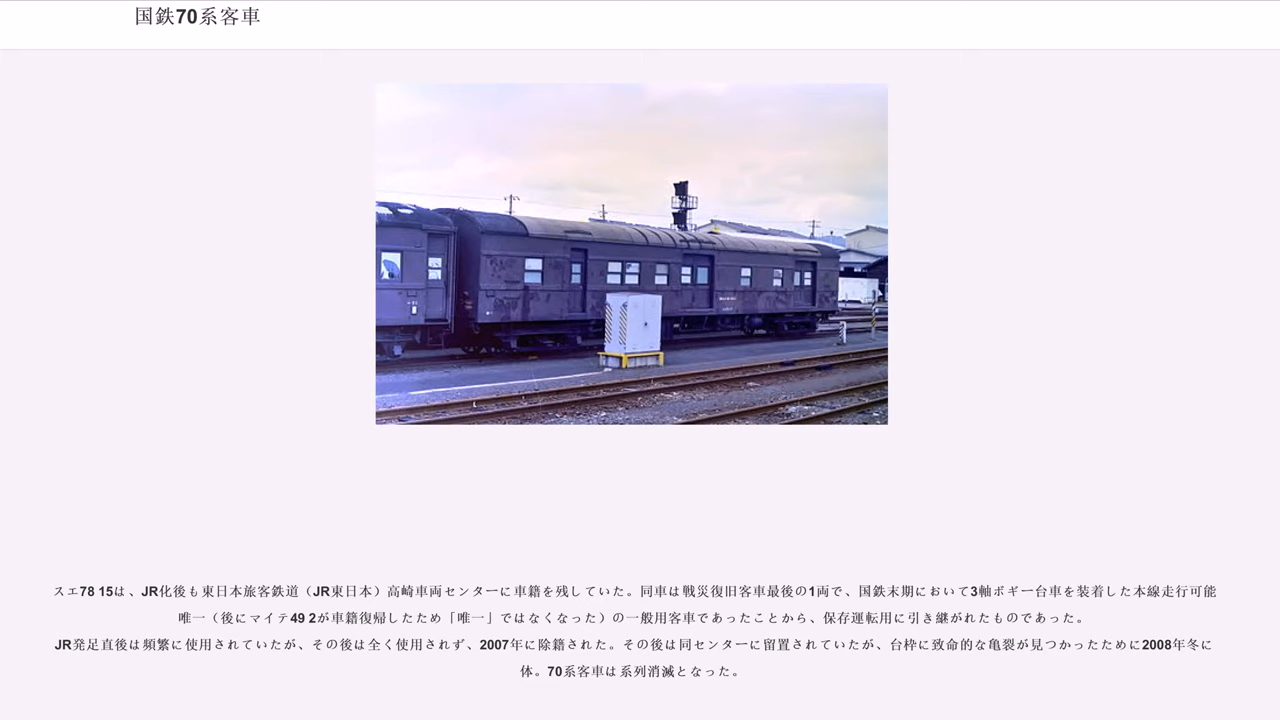 国鉄70系客車
スエ78 15は、JR化後も東日本旅客鉄道（JR東日本）高崎車両センターに車籍を残していた。同車は戦災復旧客車最後の1両で、国鉄末期において3軸ボギー台車を装着した本線走行可能
唯一（後にマイテ49 2が車籍復帰したため「唯一」ではなくなった）の一般用客車であったことから、保存運転用に引き継がれたものであった。
JR発足直後は頻繁に使用されていたが、その後は全く使用されず、2007年に除籍された。その後は同センターに留置されていたが、台枠に致命的な亀裂が見つかったために2008年冬に
体。70系客車は系列消滅となった。